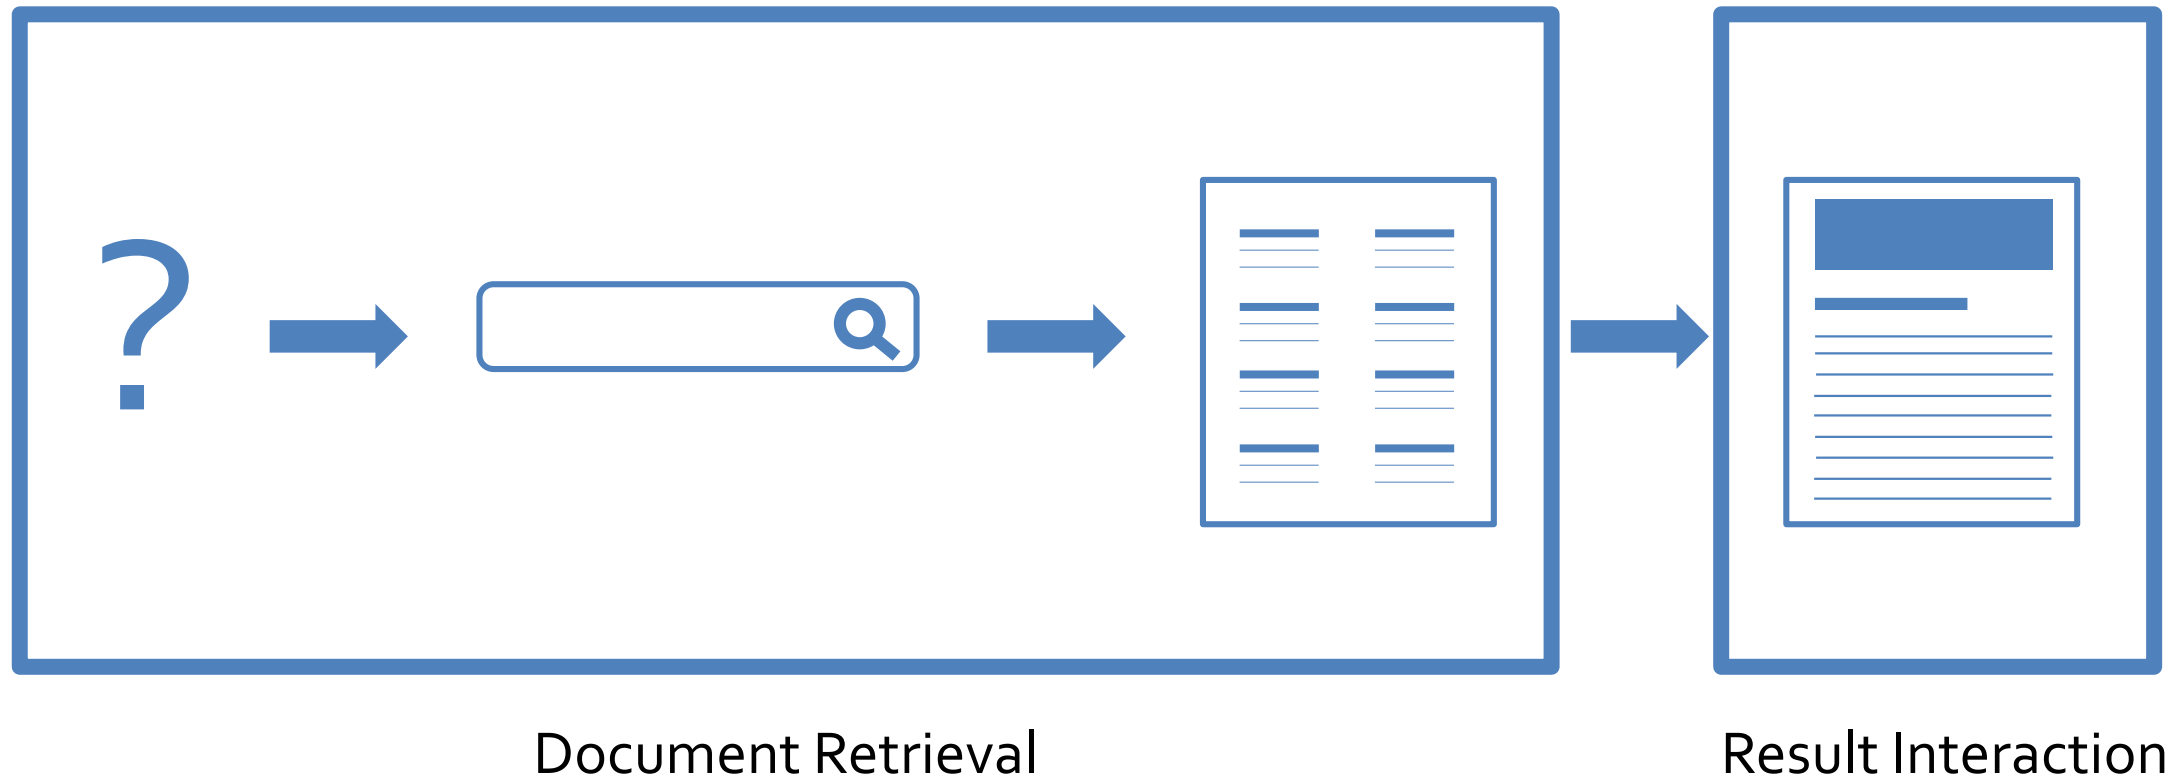 ?
Document Retrieval
Result Interaction